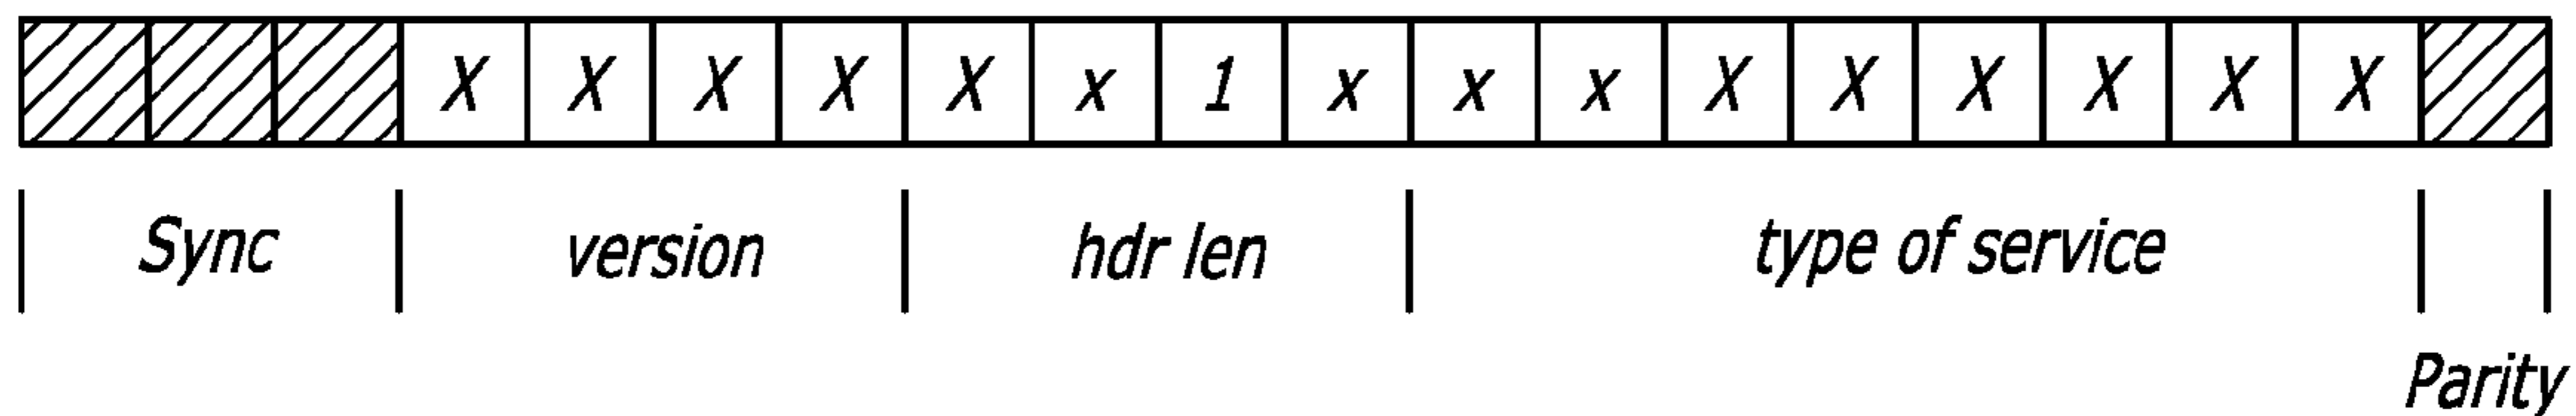 X X X X X x 1 x x x X X X X X X
Sync version hdr len type of service
Parity